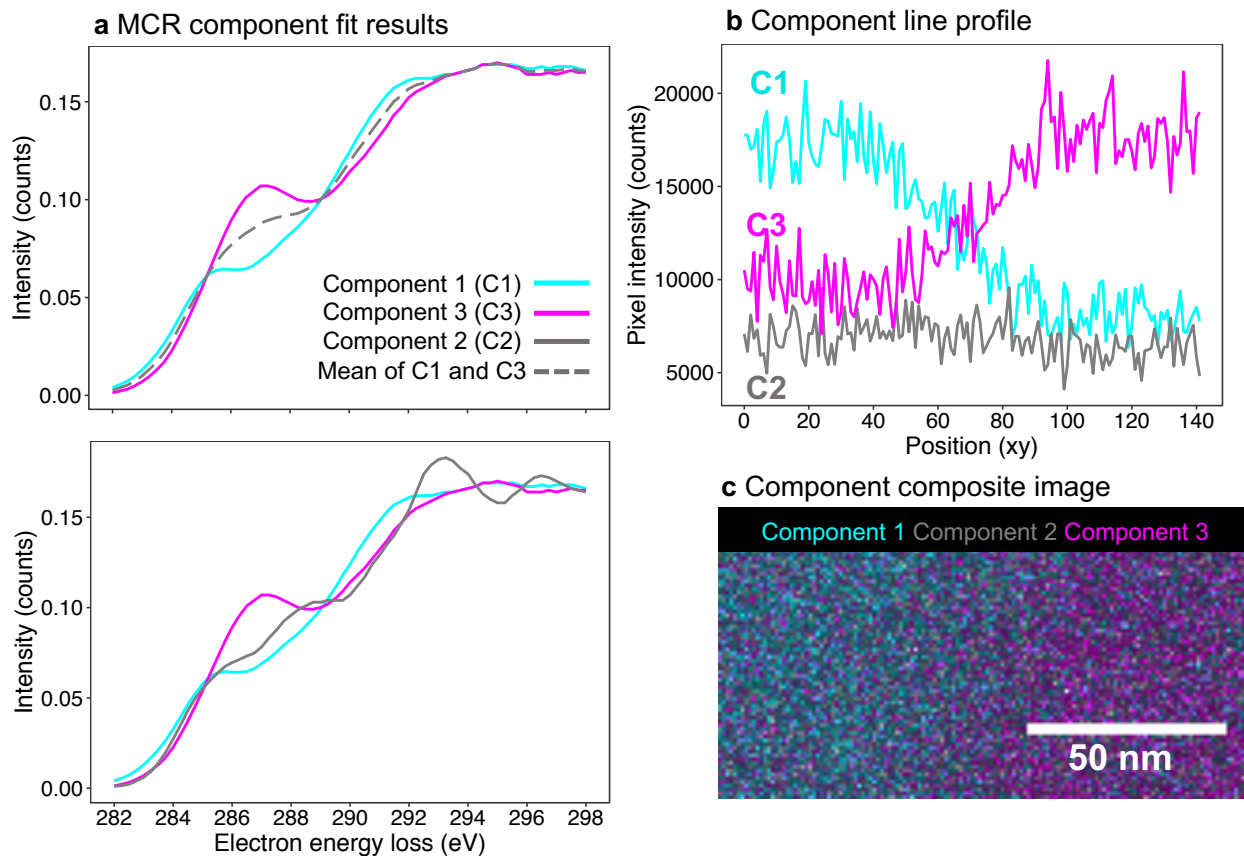 a MCR component fit results
Intensity (counts)
0.15
0.10
0.05
0.00
Component 1 (C1)
Component 3 (C3)
Component 2 (C2)
Mean of C1 and C3
Intensity (counts)
0.15
0.10
0.05
0.00
282 284 286 288 290 292 294 296 298
Electron energy loss (eV)
b Component line profile
Pixel intensity (counts)
20000
15000
10000
5000
C1
C3
C2
0 20 40 60 80 100 120 140
Position (xy)
c Component composite image
Component 1 Component 2 Component 3
50 nm